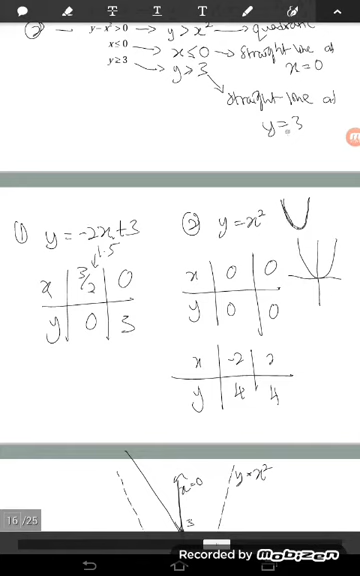 ② — y-x²>0 → y > x² → quadratic
x≤0 → x ≤ 0 → straight line at
x = 0
y≥3 → y ≥ 3
straight line at
y = 3
① y = -2x+3
1.5
x | 3/2 | 0
y | 0 | 3
② y = x²
x | 0 | 0
y | 0 | 0
x | -2 | 2
y | 4 | 4
x=0
y=x²
3
16 /25
Recorded by mobizen